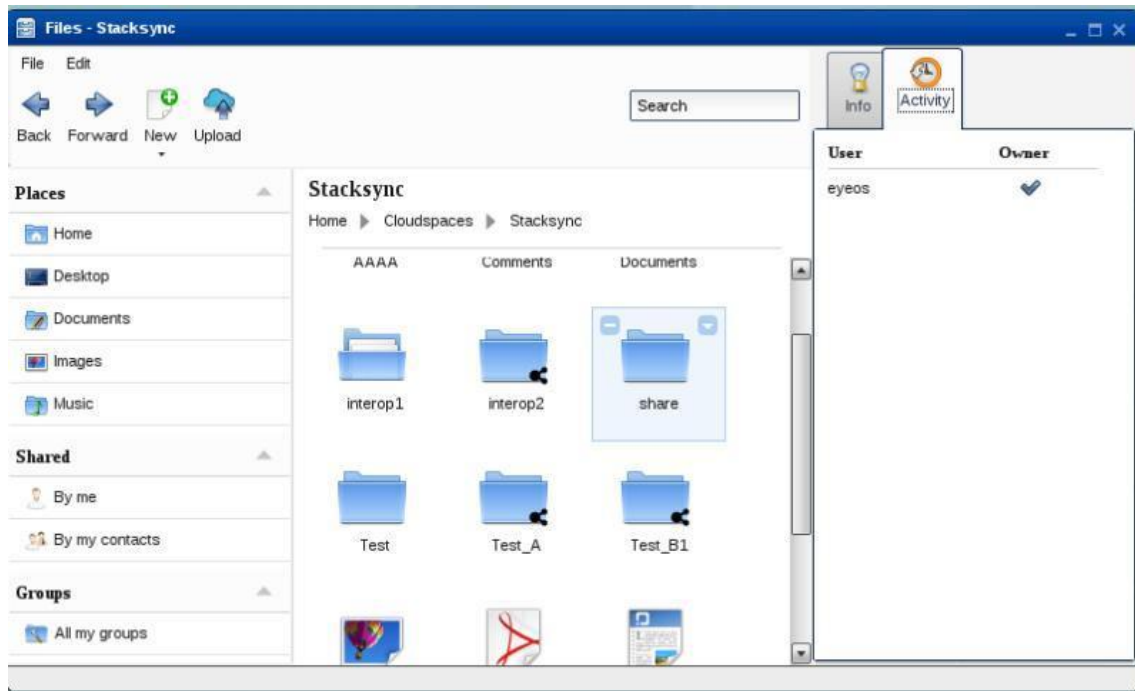 Files - Stacksync
File Edit
Back Forward New Upload
Search
Info
Activity
User Owner
eyeos
Places
Home
Desktop
Documents
Images
Music
Shared
By me
By my contacts
Groups
All my groups
Stacksync
Home Cloudspaces Stacksync
AAAA Comments Documents
interop1 interop2 share
Test Test_A Test_B1